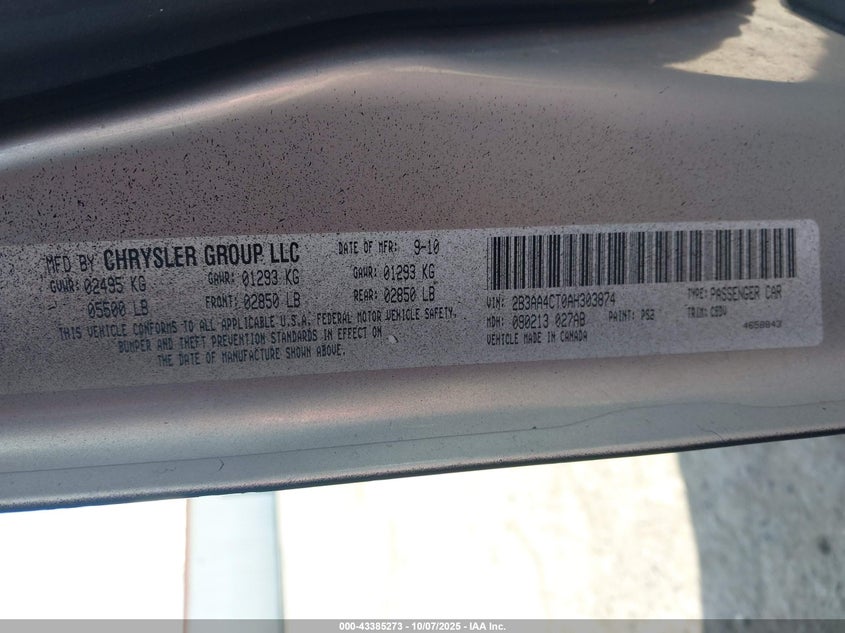 MFD BY CHRYSLER GROUP LLC DATE OF MFR: 9-10
GVWR: 02495 KG GAWR: 01293 KG GAWR: 01293 KG
05500 LB FRONT: 02850 LB REAR: 02850 LB
THIS VEHICLE CONFORMS TO ALL APPLICABLE U.S.A. FEDERAL MOTOR VEHICLE SAFETY,
BUMPER AND THEFT PREVENTION STANDARDS IN EFFECT ON
THE DATE OF MANUFACTURE SHOWN ABOVE.
VIN: 2B3AA4CT0AH303874 TYPE: PASSENGER CAR
MDH: 090213 027AB PAINT: PS2 TRIM: C9DV
VEHICLE MADE IN CANADA 4658843
000-43385273 - 10/07/2025 - IAA Inc.